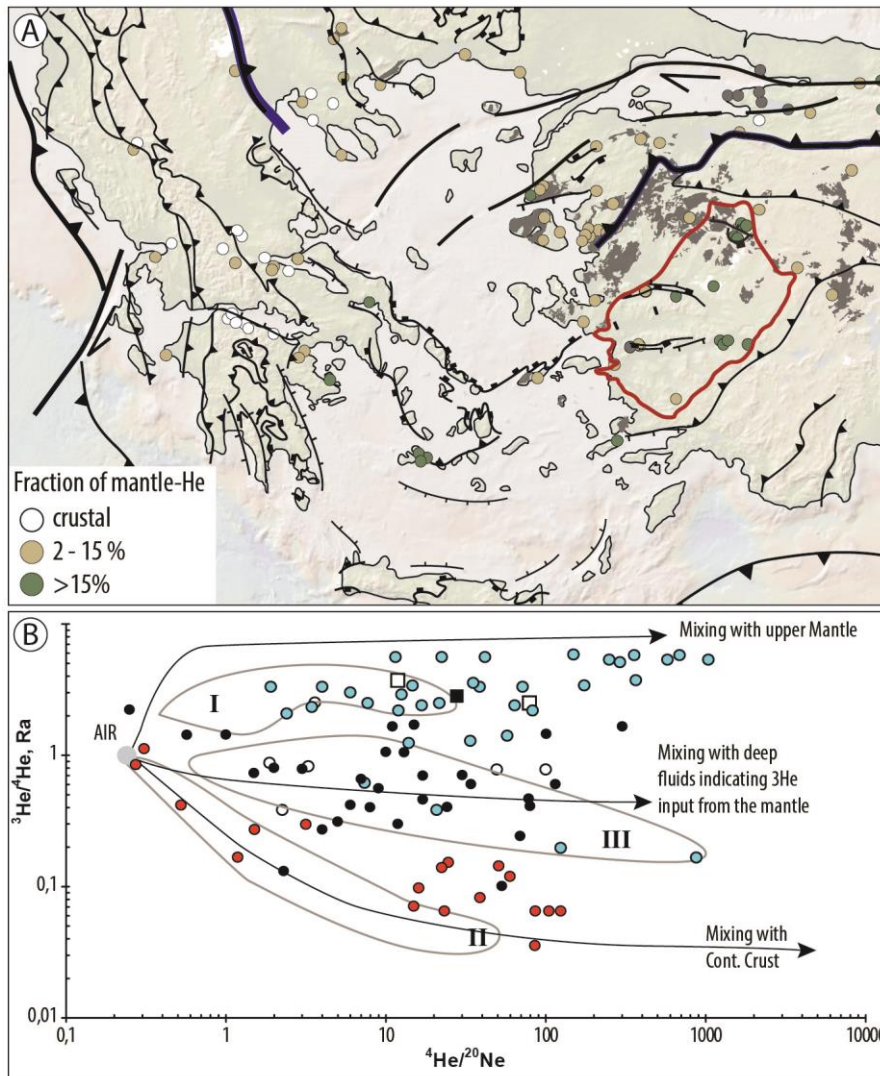 A
Fraction of mantle-He
crustal
2 - 15 %
>15%
B
³He/⁴He, Ra
1
0,1
0,01
0,1
1
10
100
1000
10000
⁴He/²⁰Ne
AIR
I
II
III
Mixing with upper Mantle
Mixing with deep
fluids indicating 3He
input from the mantle
Mixing with
Cont. Crust